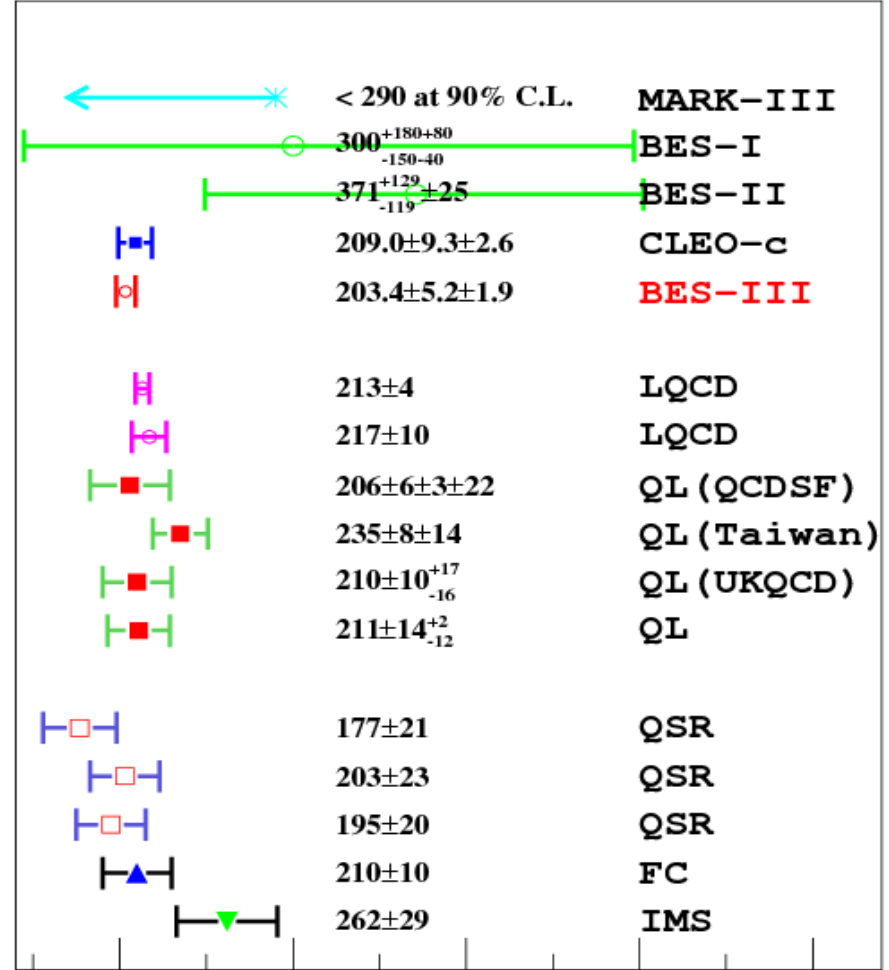 < 290 at 90% C.L. MARK−III
300+180+80-150-40 BES−I
371+129-119±25 BES−II
209.0±9.3±2.6 CLEO−c
203.4±5.2±1.9 BES−III
213±4 LQCD
217±10 LQCD
206±6±3±22 QL(QCDSF)
235±8±14 QL(Taiwan)
210±10+17-16 QL(UKQCD)
211±14+2-12 QL
177±21 QSR
203±23 QSR
195±20 QSR
210±10 FC
262±29 IMS